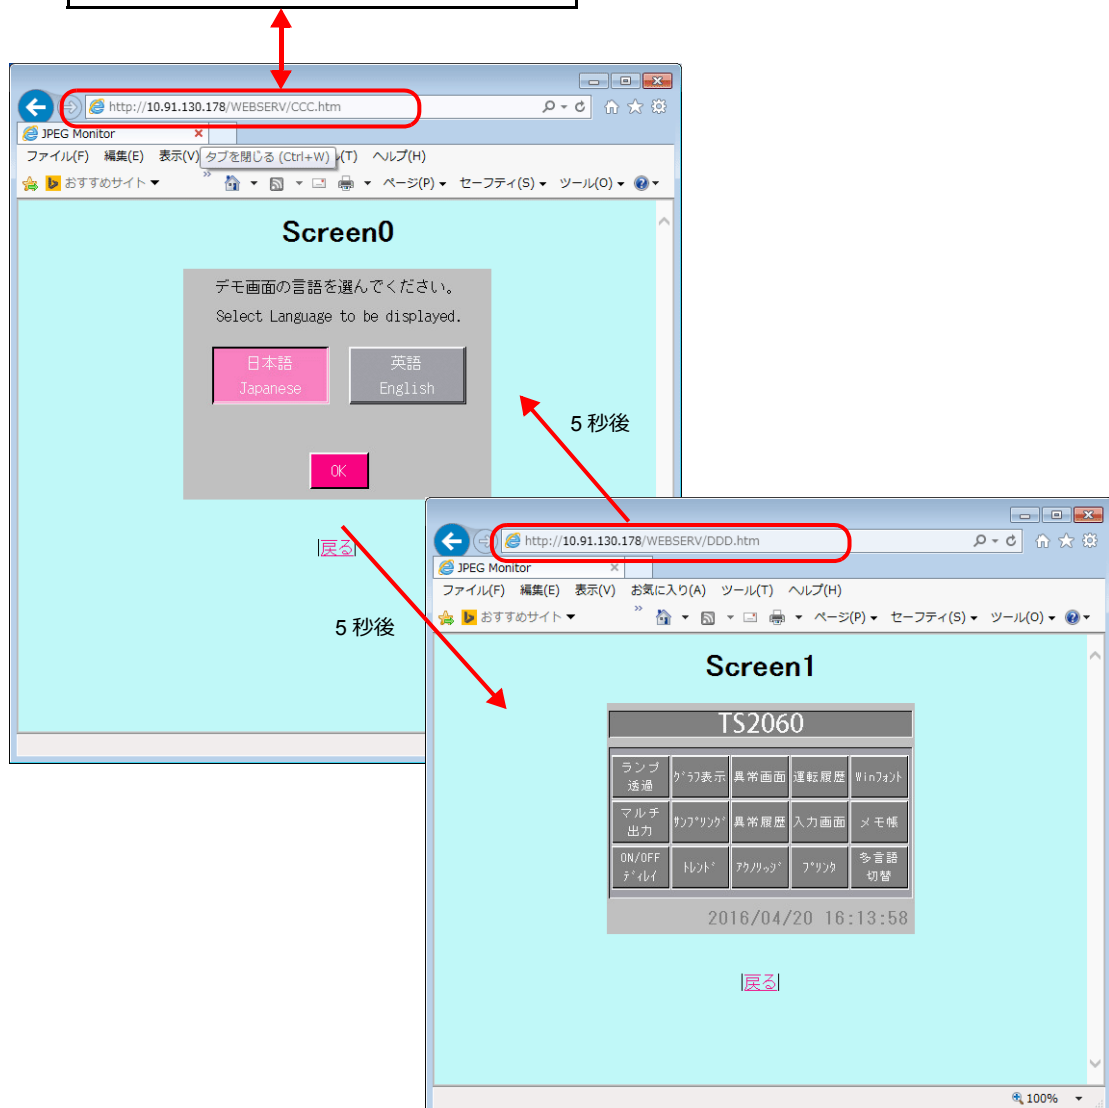 http://10.91.130.178/WEBSERV/CCC.htm
JPEG Monitor
ファイル(F) 編集(E) 表示(V) (T) ヘルプ(H)
タブを閉じる (Ctrl+W)
おすすめサイト ページ(P) セーフティ(S) ツール(O)
Screen0
デモ画面の言語を選んでください。
Select Language to be displayed.
日本語
Japanese
英語
English
OK
|戻る|
5 秒後
5 秒後
http://10.91.130.178/WEBSERV/DDD.htm
JPEG Monitor
ファイル(F) 編集(E) 表示(V) お気に入り(A) ツール(T) ヘルプ(H)
おすすめサイト ページ(P) セーフティ(S) ツール(O)
Screen1
TS2060
ランプ
透過
グラフ表示
異常画面
運転履歴
Winフォント
マルチ
出力
サンプリング
異常履歴
入力画面
メモ帳
ON/OFF
ディレイ
トレンド
アクノリッジ
プリンタ
多言語
切替
2016/04/20 16:13:58
|戻る|
100%